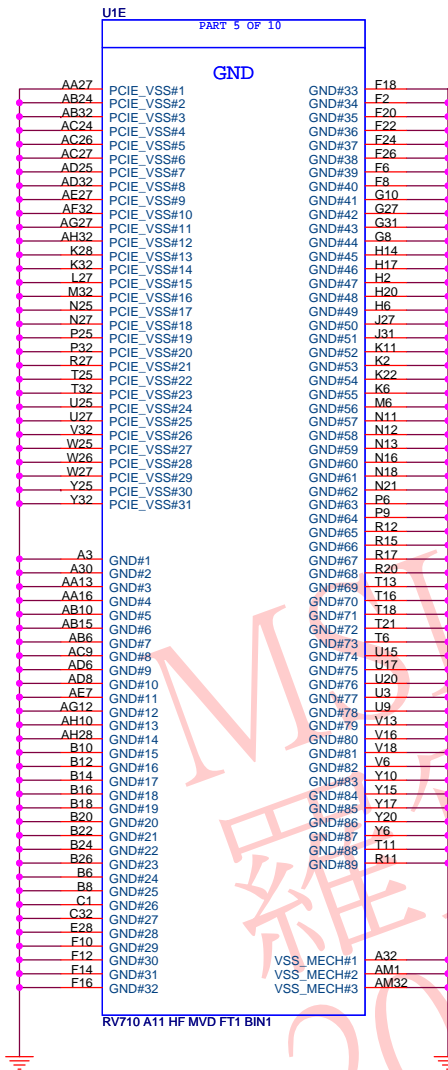 U1E
PART 5 OF 10
GND
AA27 PCIE_VSS#1
AB24 PCIE_VSS#2
AB32 PCIE_VSS#3
AC24 PCIE_VSS#4
AC26 PCIE_VSS#5
AC27 PCIE_VSS#6
AD25 PCIE_VSS#7
AD32 PCIE_VSS#8
AE27 PCIE_VSS#9
AF32 PCIE_VSS#10
AG27 PCIE_VSS#11
AH32 PCIE_VSS#12
K28 PCIE_VSS#13
K32 PCIE_VSS#14
L27 PCIE_VSS#15
M32 PCIE_VSS#16
N25 PCIE_VSS#17
N27 PCIE_VSS#18
P25 PCIE_VSS#19
P32 PCIE_VSS#20
R27 PCIE_VSS#21
T25 PCIE_VSS#22
T32 PCIE_VSS#23
U25 PCIE_VSS#24
U27 PCIE_VSS#25
V32 PCIE_VSS#26
W25 PCIE_VSS#27
W26 PCIE_VSS#28
W27 PCIE_VSS#29
Y25 PCIE_VSS#30
Y32 PCIE_VSS#31
A3 GND#1
A30 GND#2
AA13 GND#3
AA16 GND#4
AB10 GND#5
AB15 GND#6
AB6 GND#7
AC9 GND#8
AD6 GND#9
AD8 GND#10
AE7 GND#11
AG12 GND#12
AH10 GND#13
AH28 GND#14
B10 GND#15
B12 GND#16
B14 GND#17
B16 GND#18
B18 GND#19
B20 GND#20
B22 GND#21
B24 GND#22
B26 GND#23
B6 GND#24
B8 GND#25
C1 GND#26
C32 GND#27
E28 GND#28
F10 GND#29
F12 GND#30
F14 GND#31
F16 GND#32
GND#33 F18
GND#34 F2
GND#35 F20
GND#36 F22
GND#37 F24
GND#38 F26
GND#39 F6
GND#40 F8
GND#41 G10
GND#42 G27
GND#43 G31
GND#44 G8
GND#45 H14
GND#46 H17
GND#47 H2
GND#48 H20
GND#49 H6
GND#50 J27
GND#51 J31
GND#52 K11
GND#53 K2
GND#54 K22
GND#55 K6
GND#56 M6
GND#57 N11
GND#58 N12
GND#59 N13
GND#60 N16
GND#61 N18
GND#62 N21
GND#63 P6
GND#64 P9
GND#65 R12
GND#66 R15
GND#67 R17
GND#68 R20
GND#69 T13
GND#70 T16
GND#71 T18
GND#72 T21
GND#73 T6
GND#74 U15
GND#75 U17
GND#76 U20
GND#77 U3
GND#78 U9
GND#79 V13
GND#80 V16
GND#81 V18
GND#82 V6
GND#83 Y10
GND#84 Y15
GND#85 Y17
GND#86 Y20
GND#87 Y6
GND#88 T11
GND#89 R11
VSS_MECH#1 A32
VSS_MECH#2 AM1
VSS_MECH#3 AM32
RV710 A11 HF MVD FT1 BIN1
MSI
羅
20